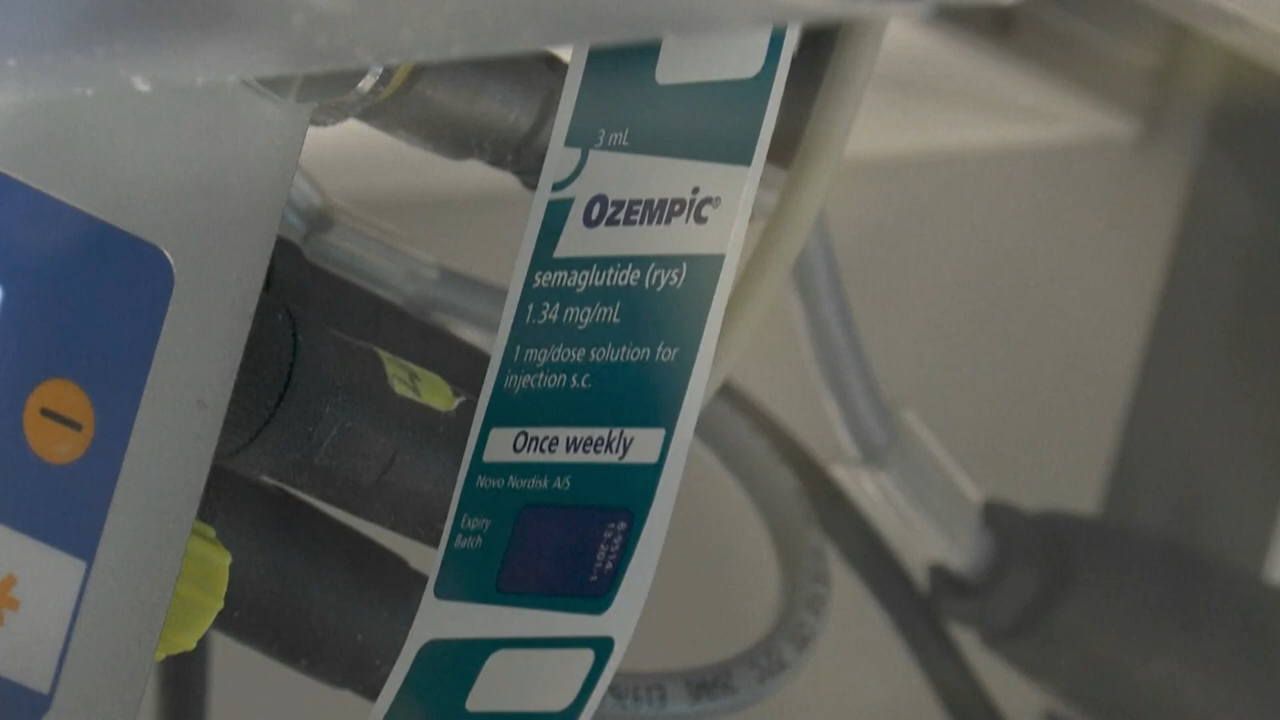 3 mL
OZEMPIC®
semaglutide (rys)
1.34 mg/mL
1 mg/dose solution for
injection s.c.
Once weekly
Novo Nordisk A/S
Expiry
Batch